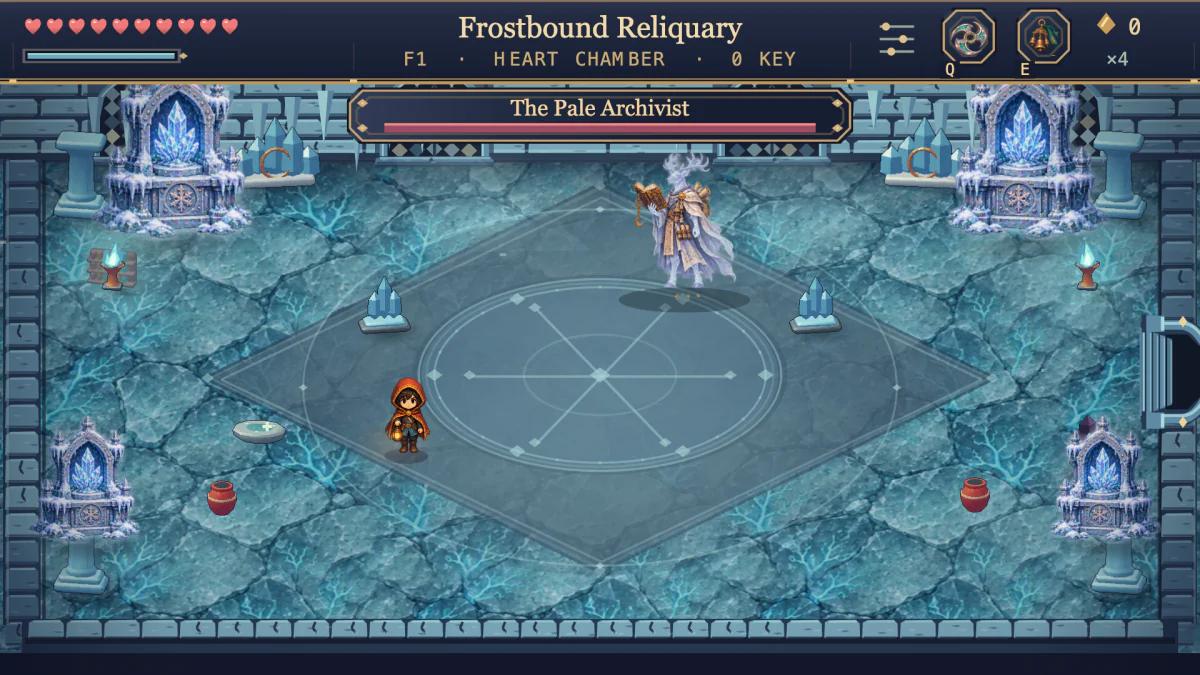 Frostbound Reliquary
F1 · HEART CHAMBER · 0 KEY
Q
E
0
×4
The Pale Archivist